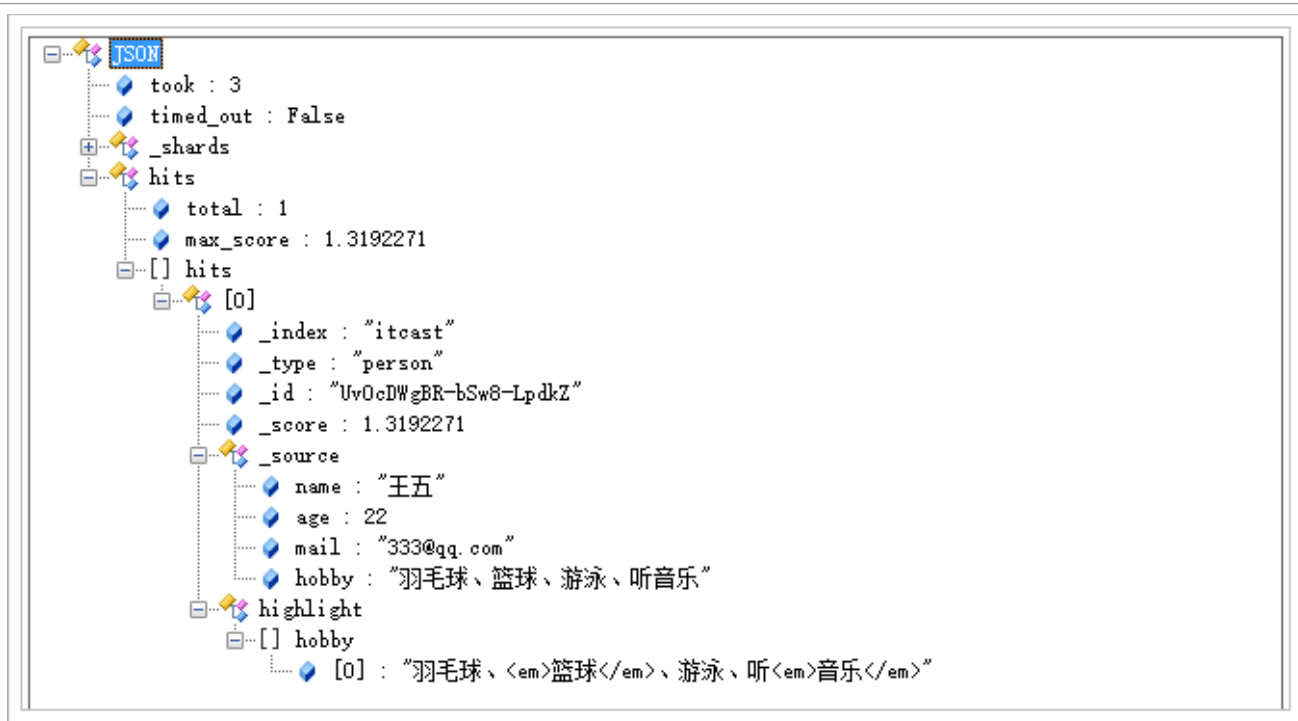 JSON
took : 3
timed_out : False
_shards
hits
total : 1
max_score : 1.3192271
[] hits
[0]
_index : "itcast"
_type : "person"
_id : "UvOcDWgBR-bSw8-LpdkZ"
_score : 1.3192271
_source
name : "王五"
age : 22
mail : "333@qq.com"
hobby : "羽毛球、篮球、游泳、听音乐"
highlight
[] hobby
[0] : "羽毛球、<em>篮球</em>、游泳、听<em>音乐</em>"